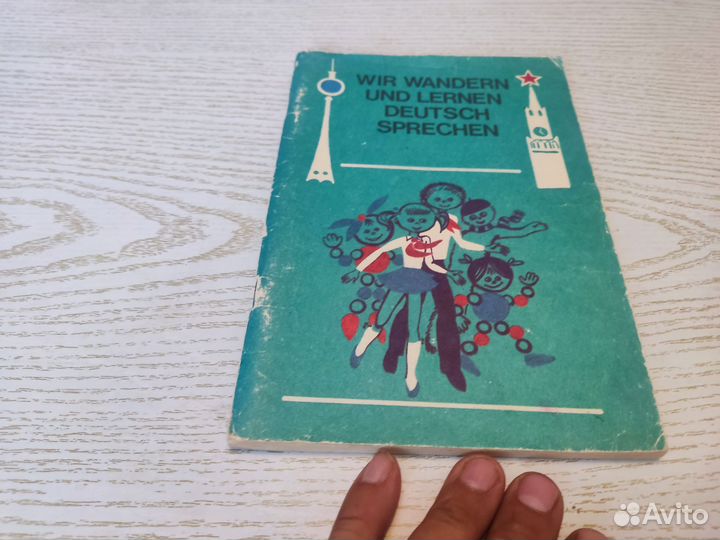 WIR WANDERN
UND LERNEN
DEUTSCH
SPRECHEN
Avito